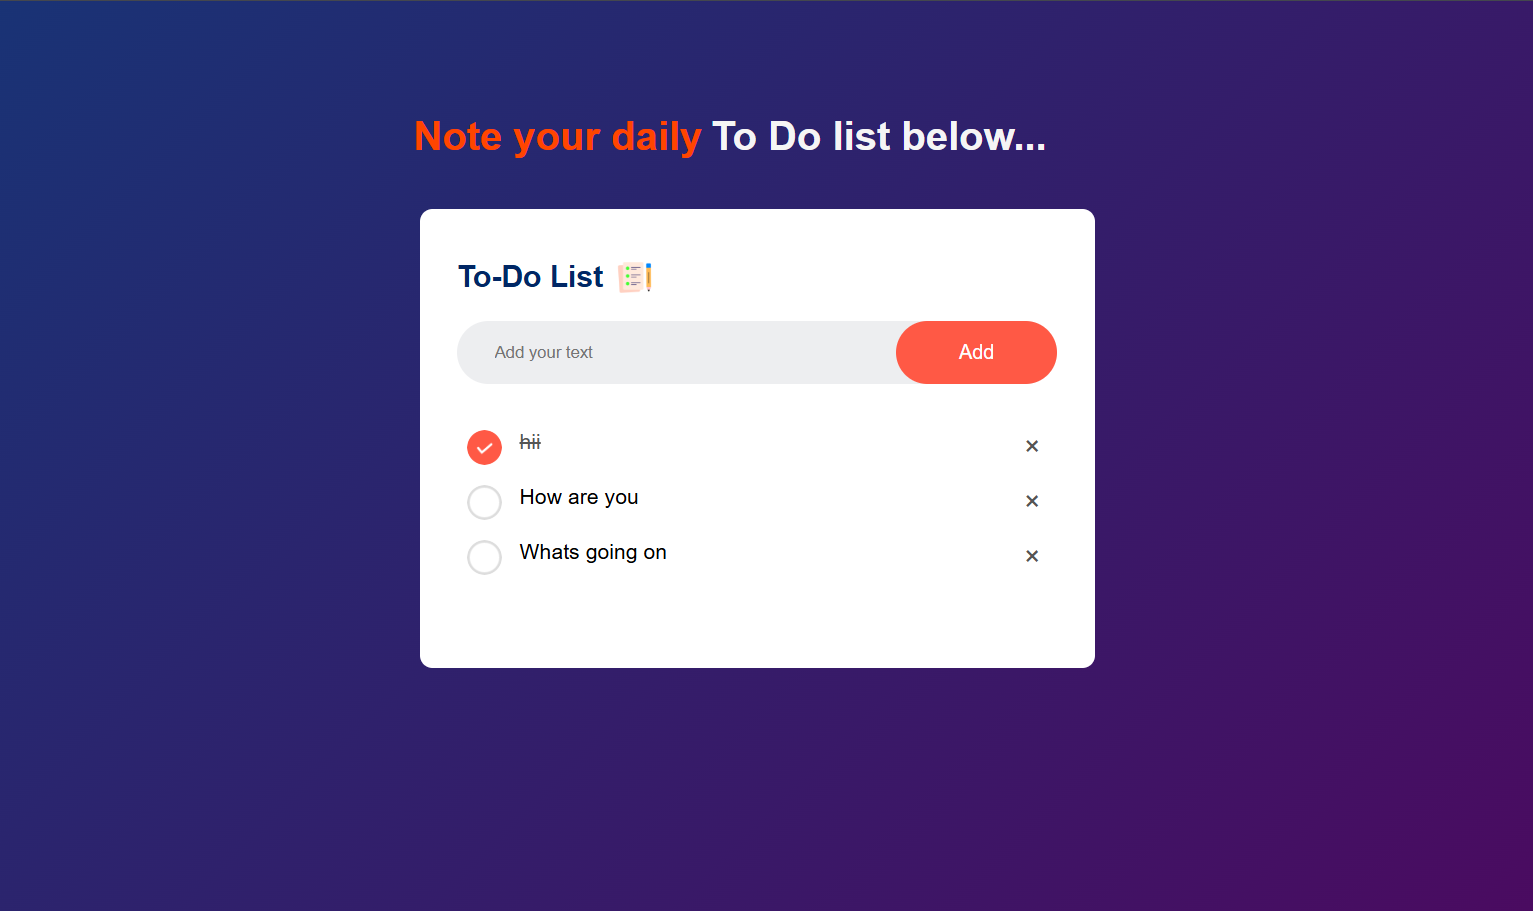 Note your daily To Do list below...
To-Do List
Add your text
Add
hii
How are you
Whats going on